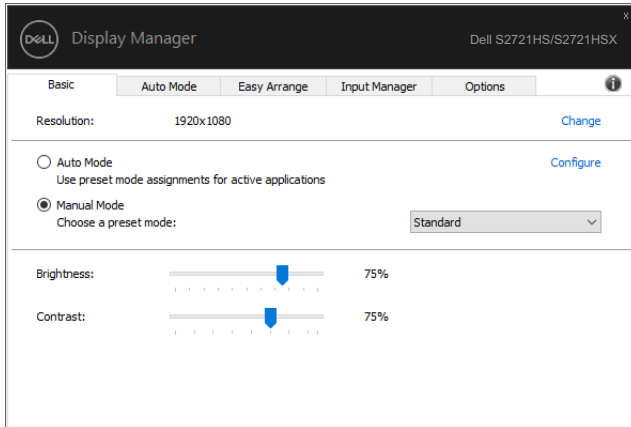 x
DELL Display Manager Dell S2721HS/S2721HSX
Basic Auto Mode Easy Arrange Input Manager Options i
Resolution: 1920x1080 Change
Auto Mode Configure
Use preset mode assignments for active applications
Manual Mode
Choose a preset mode: Standard
Brightness: 75%
Contrast: 75%